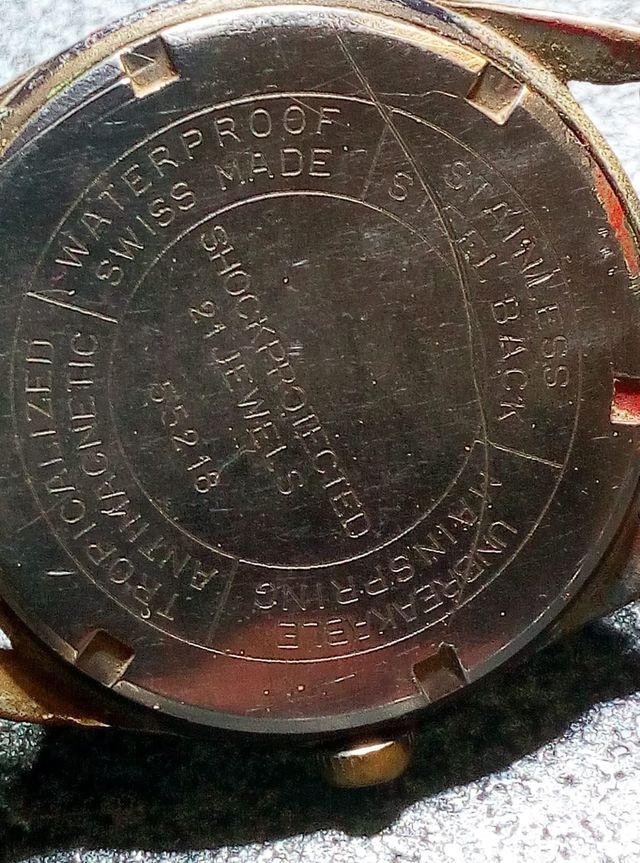 WATERPROOF
SWISS MADE
STAINLESS
STEEL BACK
UNBREAKABLE
MAINSPRING
TROPICALIZED
ANTIMAGNETIC
SHOCKPROTECTED
21 JEWELS
55218